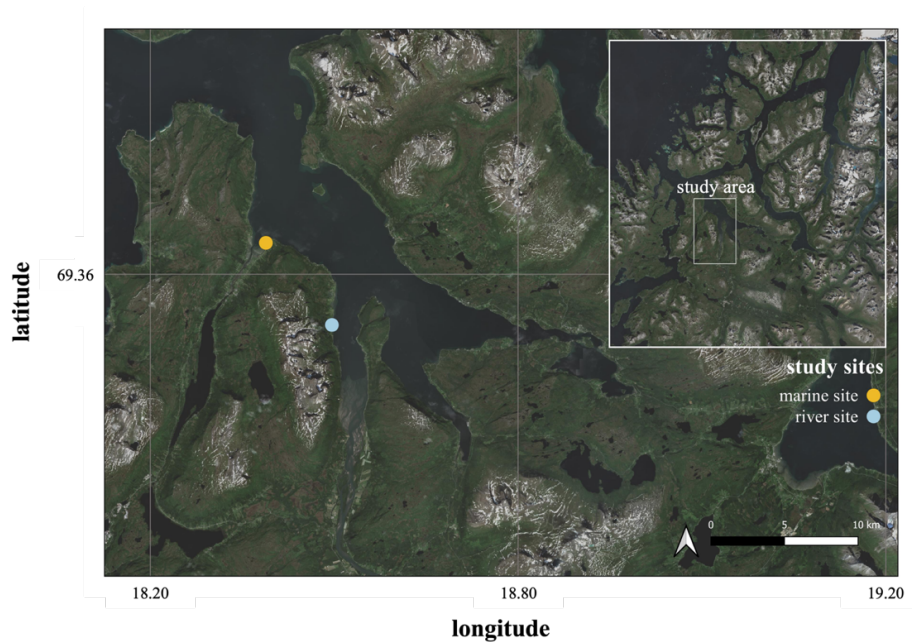 study area
latitude
69.36
study sites
marine site
river site
0 5 10 km
18.20 18.80 19.20
longitude